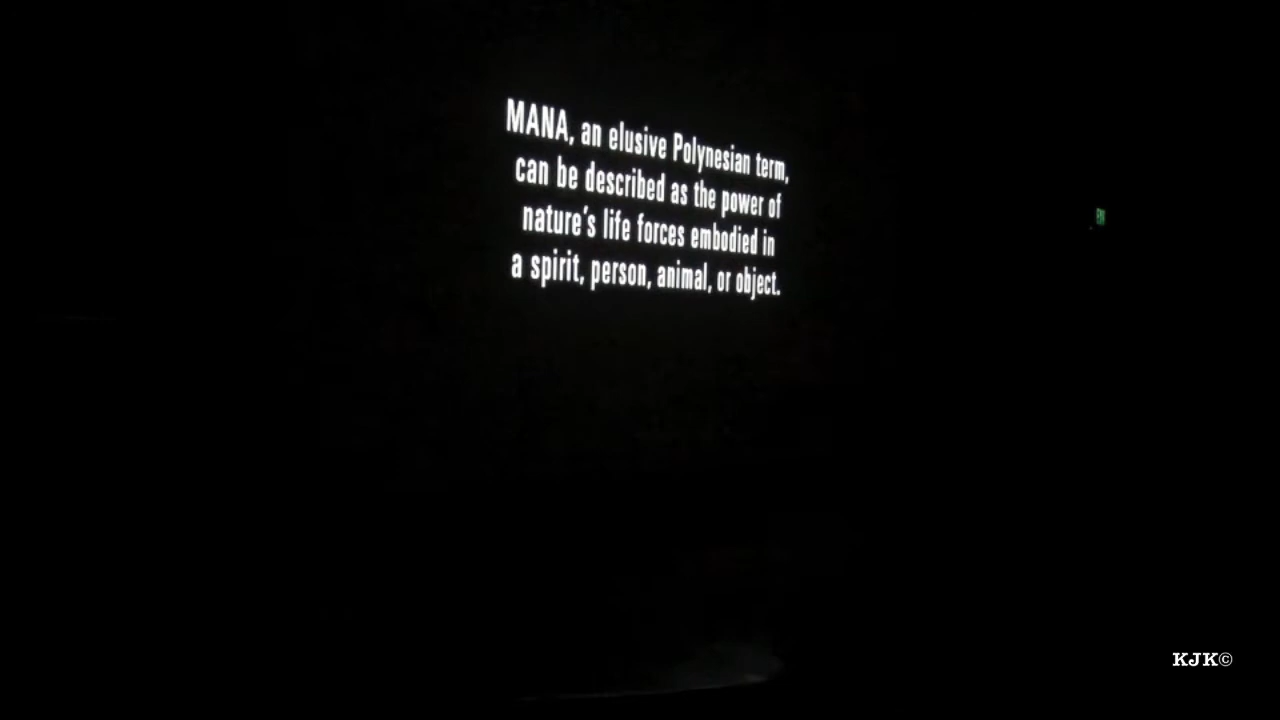 MANA, an elusive Polynesian term,
can be described as the power of
nature's life forces embodied in
a spirit, person, animal, or object.
KJK©